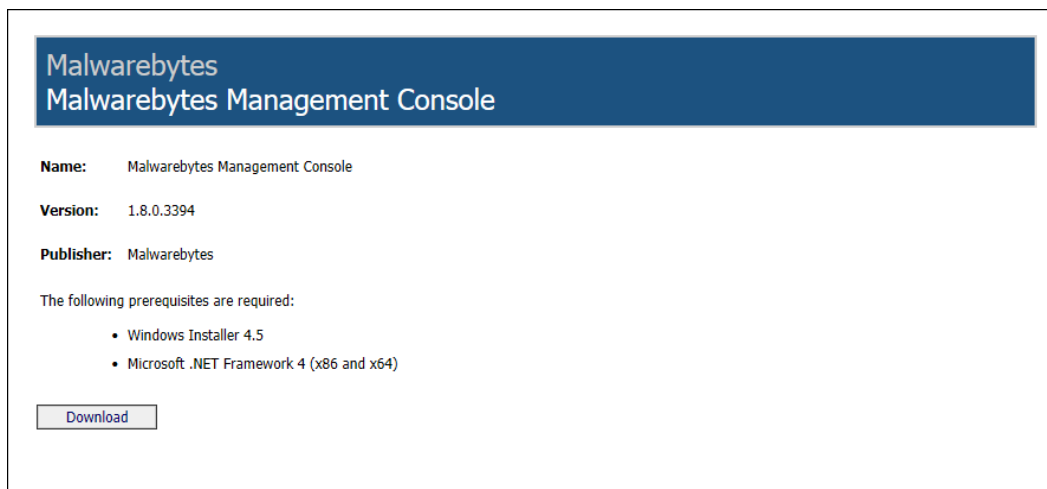 Malwarebytes
Malwarebytes Management Console
Name: Malwarebytes Management Console
Version: 1.8.0.3394
Publisher: Malwarebytes
The following prerequisites are required:
• Windows Installer 4.5
• Microsoft .NET Framework 4 (x86 and x64)
Download